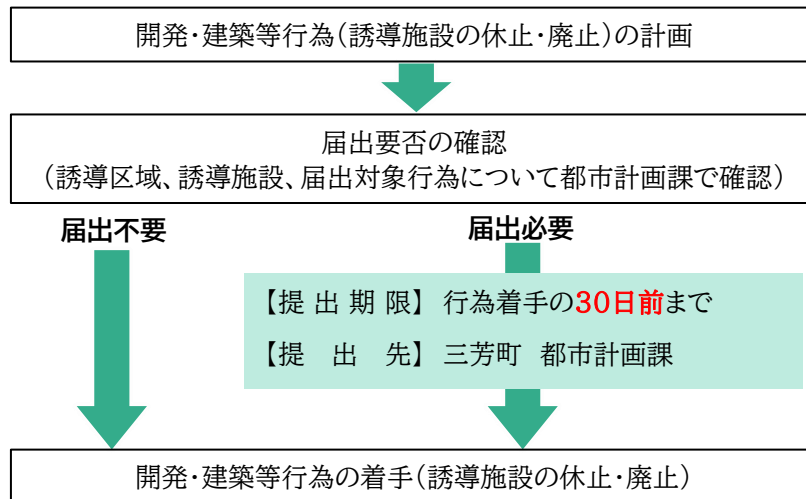 開発・建築等行為(誘導施設の休止・廃止)の計画
届出要否の確認
(誘導区域、誘導施設、届出対象行為について都市計画課で確認)
届出不要
届出必要
【提出期限】 行為着手の30日前まで
【提出先】 三芳町 都市計画課
開発・建築等行為の着手(誘導施設の休止・廃止)